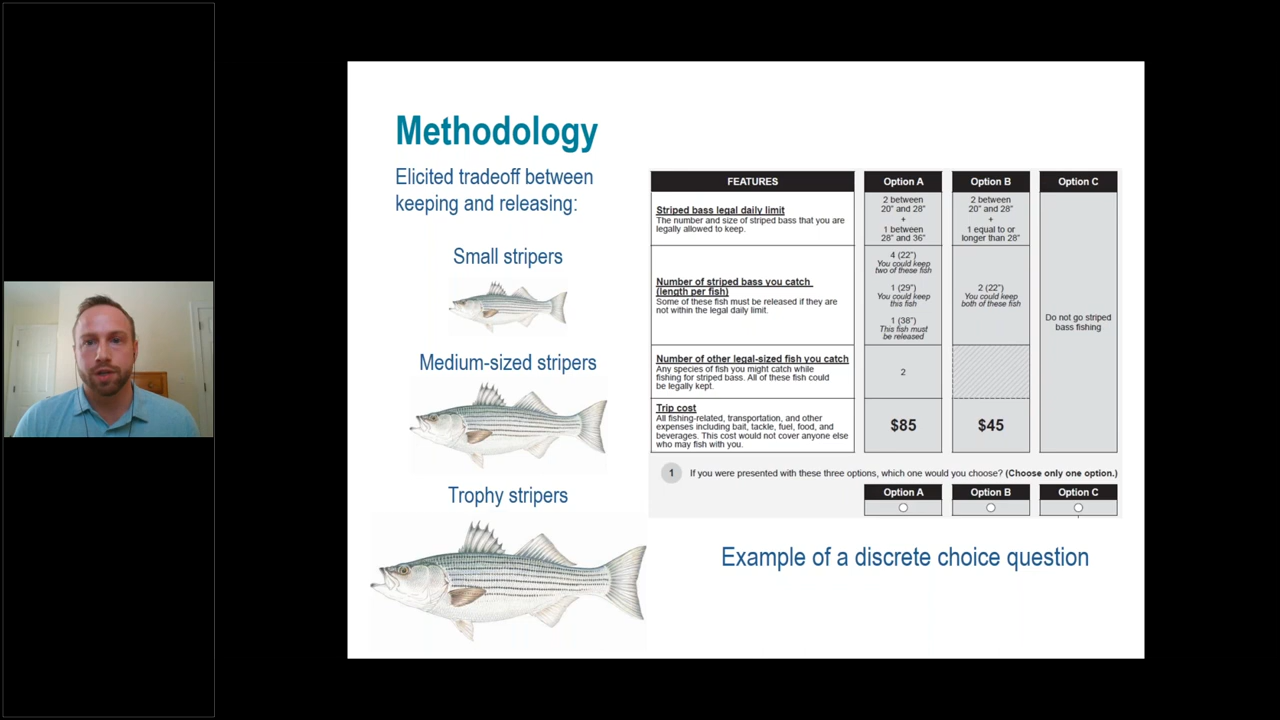 Methodology
Elicited tradeoff between
keeping and releasing:
Small stripers
Medium-sized stripers
Trophy stripers
FEATURES
Option A
Option B
Option C
Striped bass legal daily limit
The number and size of striped bass that you are
legally allowed to keep.
2 between
20" and 28"
+
1 between
28" and 36"
2 between
20" and 28"
+
1 equal to or
longer than 28"
Number of striped bass you catch
(length per fish)
Some of these fish must be released if they are
not within the legal daily limit.
4 (22")
You could keep
two of these fish
1 (29")
You could keep
this fish
1 (38")
This fish must
be released
2 (22")
You could keep
both of these fish
Do not go striped
bass fishing
Number of other legal-sized fish you catch
Any species of fish you might catch while
fishing for striped bass. All of these fish could
be legally kept.
2
Trip cost
All fishing-related, transportation, and other
expenses including bait, tackle, fuel, food, and
beverages. This cost would not cover anyone else
who may fish with you.
$85
$45
1 If you were presented with these three options, which one would you choose? (Choose only one option.)
Option A
Option B
Option C
Example of a discrete choice question